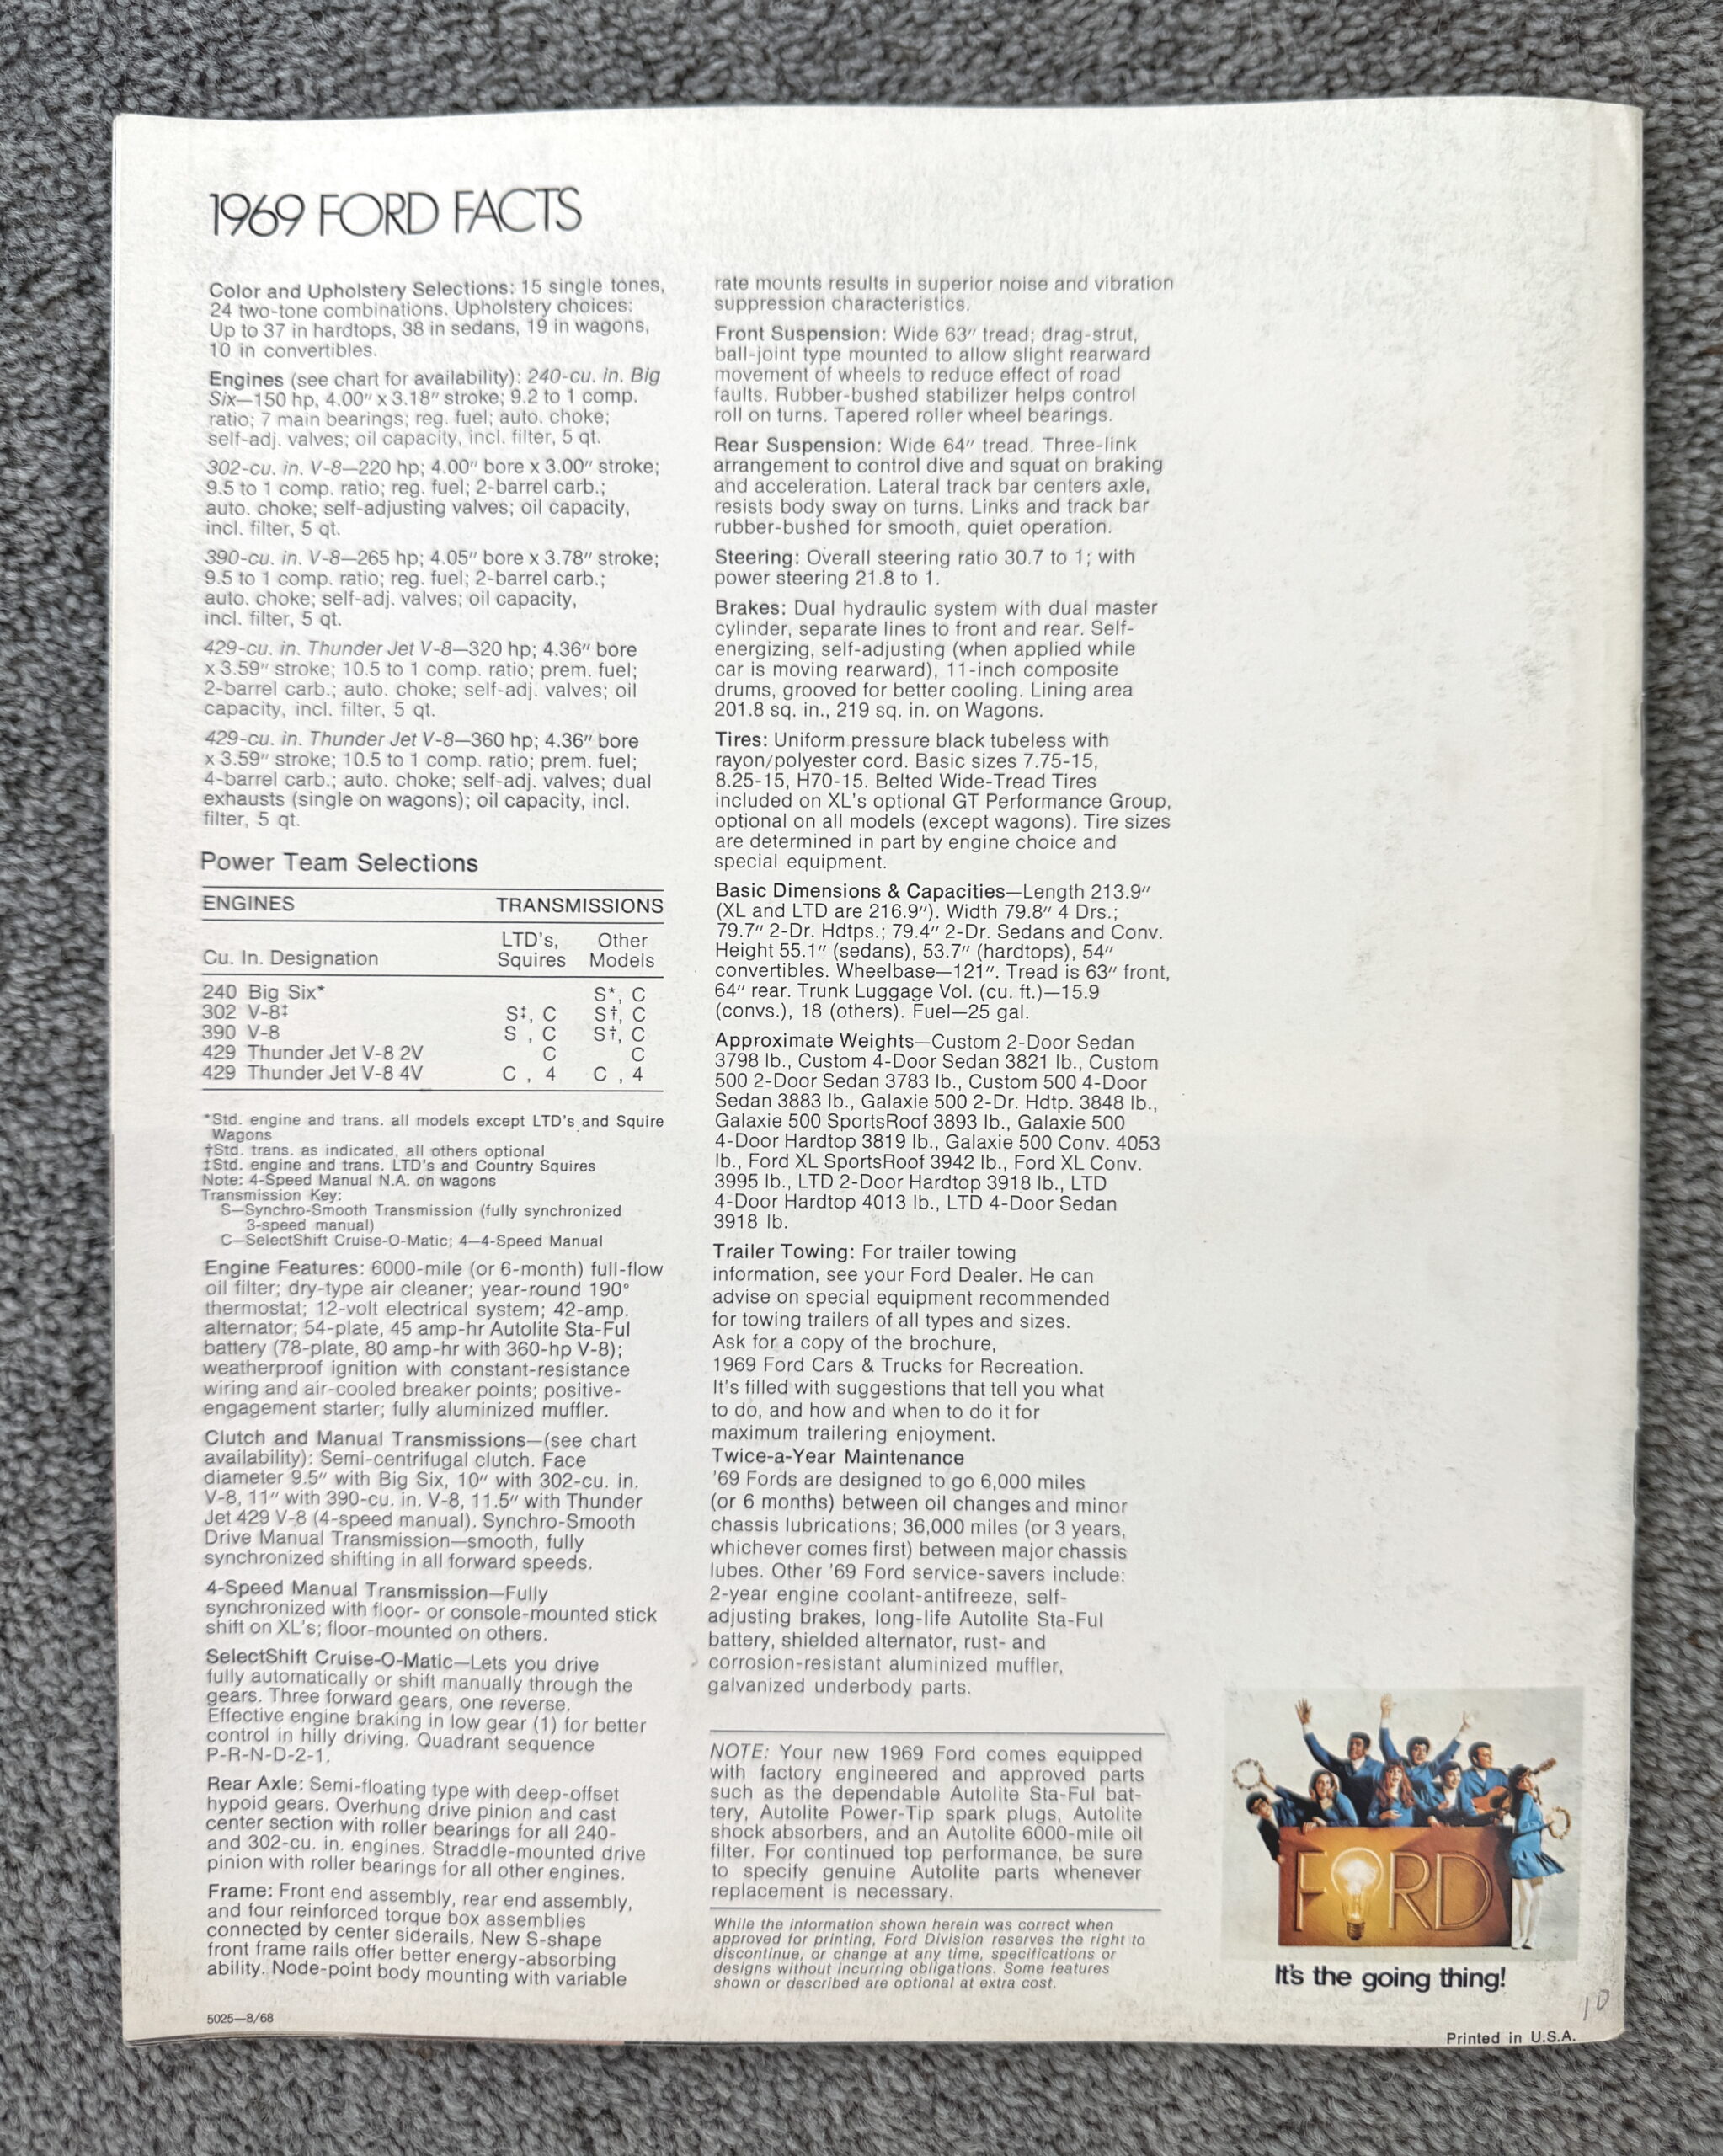 1969 FORD FACTS
Color and Upholstery Selections: 15 single tones,
24 two-tone combinations. Upholstery choices:
Up to 37 in hardtops, 38 in sedans, 19 in wagons,
10 in convertibles.
Engines (see chart for availability): 240-cu. in. Big
Six—150 hp, 4.00″ x 3.18″ stroke; 9.2 to 1 comp.
ratio; 7 main bearings; reg. fuel; auto. choke;
self-adj. valves; oil capacity, incl. filter, 5 qt.
302-cu. in. V-8—220 hp; 4.00″ bore x 3.00″ stroke;
9.5 to 1 comp. ratio; reg. fuel; 2-barrel carb.;
auto. choke; self-adjusting valves; oil capacity,
incl. filter, 5 qt.
390-cu. in. V-8—265 hp; 4.05″ bore x 3.78″ stroke;
9.5 to 1 comp. ratio; reg. fuel; 2-barrel carb.;
auto. choke; self-adj. valves; oil capacity,
incl. filter, 5 qt.
429-cu. in. Thunder Jet V-8—320 hp; 4.36″ bore
x 3.59″ stroke; 10.5 to 1 comp. ratio; prem. fuel;
2-barrel carb.; auto. choke; self-adj. valves; oil
capacity, incl. filter, 5 qt.
429-cu. in. Thunder Jet V-8—360 hp; 4.36″ bore
x 3.59″ stroke; 10.5 to 1 comp. ratio; prem. fuel;
4-barrel carb.; auto. choke; self-adj. valves; dual
exhausts (single on wagons); oil capacity, incl.
filter, 5 qt.
Power Team Selections
ENGINES TRANSMISSIONS
LTD's, Other
Cu. In. Designation Squires Models
240 Big Six* S*, C
302 V-8‡ S‡, C S†, C
390 V-8 S , C S†, C
429 Thunder Jet V-8 2V C C
429 Thunder Jet V-8 4V C , 4 C , 4
*Std. engine and trans. all models except LTD's and Squire
Wagons
†Std. trans. as indicated, all others optional
‡Std. engine and trans. LTD's and Country Squires
Note: 4-Speed Manual N.A. on wagons
Transmission Key:
S—Synchro-Smooth Transmission (fully synchronized
3-speed manual)
C—SelectShift Cruise-O-Matic; 4—4-Speed Manual
Engine Features: 6000-mile (or 6-month) full-flow
oil filter; dry-type air cleaner; year-round 190°
thermostat; 12-volt electrical system; 42-amp.
alternator; 54-plate, 45 amp-hr Autolite Sta-Ful
battery (78-plate, 80 amp-hr with 360-hp V-8);
weatherproof ignition with constant-resistance
wiring and air-cooled breaker points; positive-
engagement starter; fully aluminized muffler.
Clutch and Manual Transmissions—(see chart
availability): Semi-centrifugal clutch. Face
diameter 9.5″ with Big Six, 10″ with 302-cu. in.
V-8, 11″ with 390-cu. in. V-8, 11.5″ with Thunder
Jet 429 V-8 (4-speed manual). Synchro-Smooth
Drive Manual Transmission—smooth, fully
synchronized shifting in all forward speeds.
4-Speed Manual Transmission—Fully
synchronized with floor- or console-mounted stick
shift on XL's; floor-mounted on others.
SelectShift Cruise-O-Matic—Lets you drive
fully automatically or shift manually through the
gears. Three forward gears, one reverse.
Effective engine braking in low gear (1) for better
control in hilly driving. Quadrant sequence
P-R-N-D-2-1.
Rear Axle: Semi-floating type with deep-offset
hypoid gears. Overhung drive pinion and cast
center section with roller bearings for all 240-
and 302-cu. in. engines. Straddle-mounted drive
pinion with roller bearings for all other engines.
Frame: Front end assembly, rear end assembly,
and four reinforced torque box assemblies
connected by center siderails. New S-shape
front frame rails offer better energy-absorbing
ability. Node-point body mounting with variable
5025—8/68
rate mounts results in superior noise and vibration
suppression characteristics.
Front Suspension: Wide 63″ tread; drag-strut,
ball-joint type mounted to allow slight rearward
movement of wheels to reduce effect of road
faults. Rubber-bushed stabilizer helps control
roll on turns. Tapered roller wheel bearings.
Rear Suspension: Wide 64″ tread. Three-link
arrangement to control dive and squat on braking
and acceleration. Lateral track bar centers axle,
resists body sway on turns. Links and track bar
rubber-bushed for smooth, quiet operation.
Steering: Overall steering ratio 30.7 to 1; with
power steering 21.8 to 1.
Brakes: Dual hydraulic system with dual master
cylinder, separate lines to front and rear. Self-
energizing, self-adjusting (when applied while
car is moving rearward), 11-inch composite
drums, grooved for better cooling. Lining area
201.8 sq. in., 219 sq. in. on Wagons.
Tires: Uniform pressure black tubeless with
rayon/polyester cord. Basic sizes 7.75-15,
8.25-15, H70-15. Belted Wide-Tread Tires
included on XL's optional GT Performance Group,
optional on all models (except wagons). Tire sizes
are determined in part by engine choice and
special equipment.
Basic Dimensions & Capacities—Length 213.9″
(XL and LTD are 216.9″). Width 79.8″ 4 Drs.;
79.7″ 2-Dr. Hdtps.; 79.4″ 2-Dr. Sedans and Conv.
Height 55.1″ (sedans), 53.7″ (hardtops), 54″
convertibles. Wheelbase—121″. Tread is 63″ front,
64″ rear. Trunk Luggage Vol. (cu. ft.)—15.9
(convs.), 18 (others). Fuel—25 gal.
Approximate Weights—Custom 2-Door Sedan
3798 lb., Custom 4-Door Sedan 3821 lb., Custom
500 2-Door Sedan 3783 lb., Custom 500 4-Door
Sedan 3883 lb., Galaxie 500 2-Dr. Hdtp. 3848 lb.,
Galaxie 500 SportsRoof 3893 lb., Galaxie 500
4-Door Hardtop 3819 lb., Galaxie 500 Conv. 4053
lb., Ford XL SportsRoof 3942 lb., Ford XL Conv.
3995 lb., LTD 2-Door Hardtop 3918 lb., LTD
4-Door Hardtop 4013 lb., LTD 4-Door Sedan
3918 lb.
Trailer Towing: For trailer towing
information, see your Ford Dealer. He can
advise on special equipment recommended
for towing trailers of all types and sizes.
Ask for a copy of the brochure,
1969 Ford Cars & Trucks for Recreation.
It's filled with suggestions that tell you what
to do, and how and when to do it for
maximum trailering enjoyment.
Twice-a-Year Maintenance
'69 Fords are designed to go 6,000 miles
(or 6 months) between oil changes and minor
chassis lubrications; 36,000 miles (or 3 years,
whichever comes first) between major chassis
lubes. Other '69 Ford service-savers include:
2-year engine coolant-antifreeze, self-
adjusting brakes, long-life Autolite Sta-Ful
battery, shielded alternator, rust- and
corrosion-resistant aluminized muffler,
galvanized underbody parts.
NOTE: Your new 1969 Ford comes equipped
with factory engineered and approved parts
such as the dependable Autolite Sta-Ful bat-
tery, Autolite Power-Tip spark plugs, Autolite
shock absorbers, and an Autolite 6000-mile oil
filter. For continued top performance, be sure
to specify genuine Autolite parts whenever
replacement is necessary.
While the information shown herein was correct when
approved for printing, Ford Division reserves the right to
discontinue, or change at any time, specifications or
designs without incurring obligations. Some features
shown or described are optional at extra cost.
FORD
It's the going thing!
10
Printed in U.S.A.